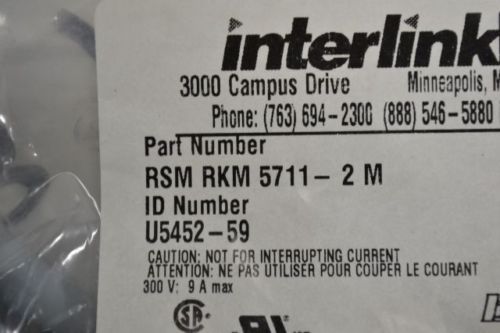 interlink
3000 Campus Drive Minneapolis,
Phone: (763) 694-2300 (888) 546-5880
Part Number
RSM RKM 5711- 2 M
ID Number
U5452-59
CAUTION: NOT FOR INTERRUPTING CURRENT
ATTENTION: NE PAS UTILISER POUR COUPER LE COURANT
300 V: 9 A max